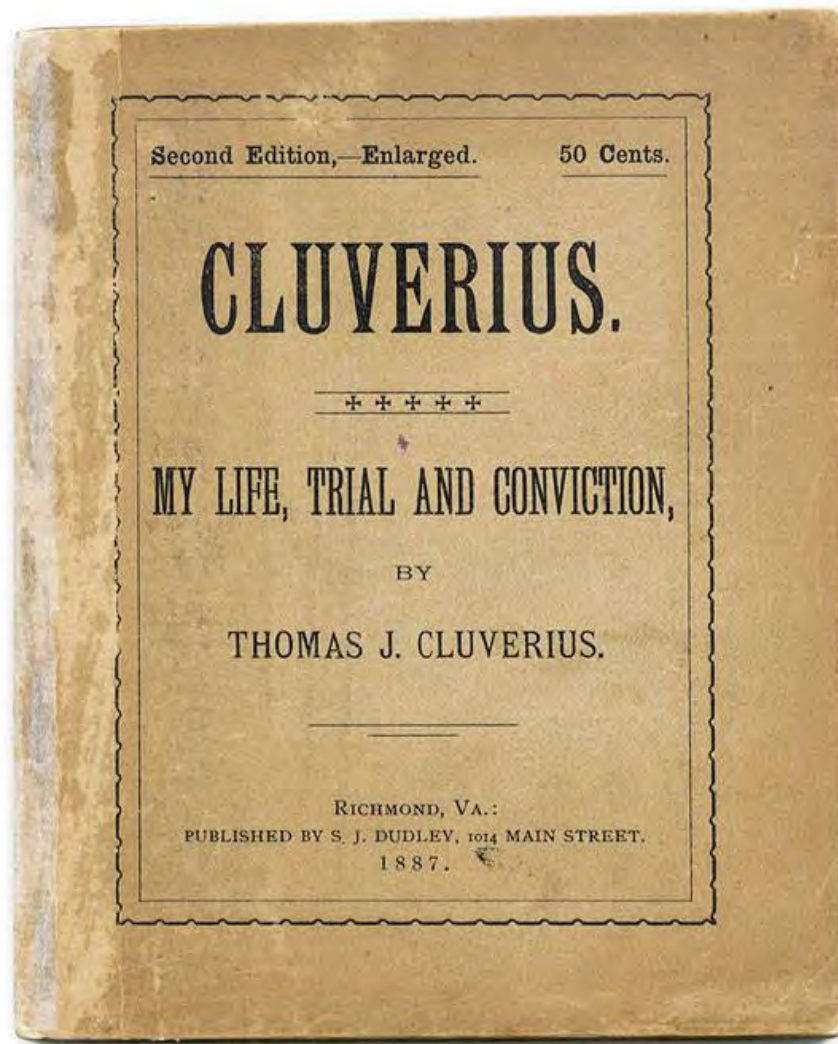 Second Edition,—Enlarged. 50 Cents.
CLUVERIUS.
MY LIFE, TRIAL AND CONVICTION,
BY
THOMAS J. CLUVERIUS.
RICHMOND, VA.:
PUBLISHED BY S. J. DUDLEY, 1014 MAIN STREET.
1887.